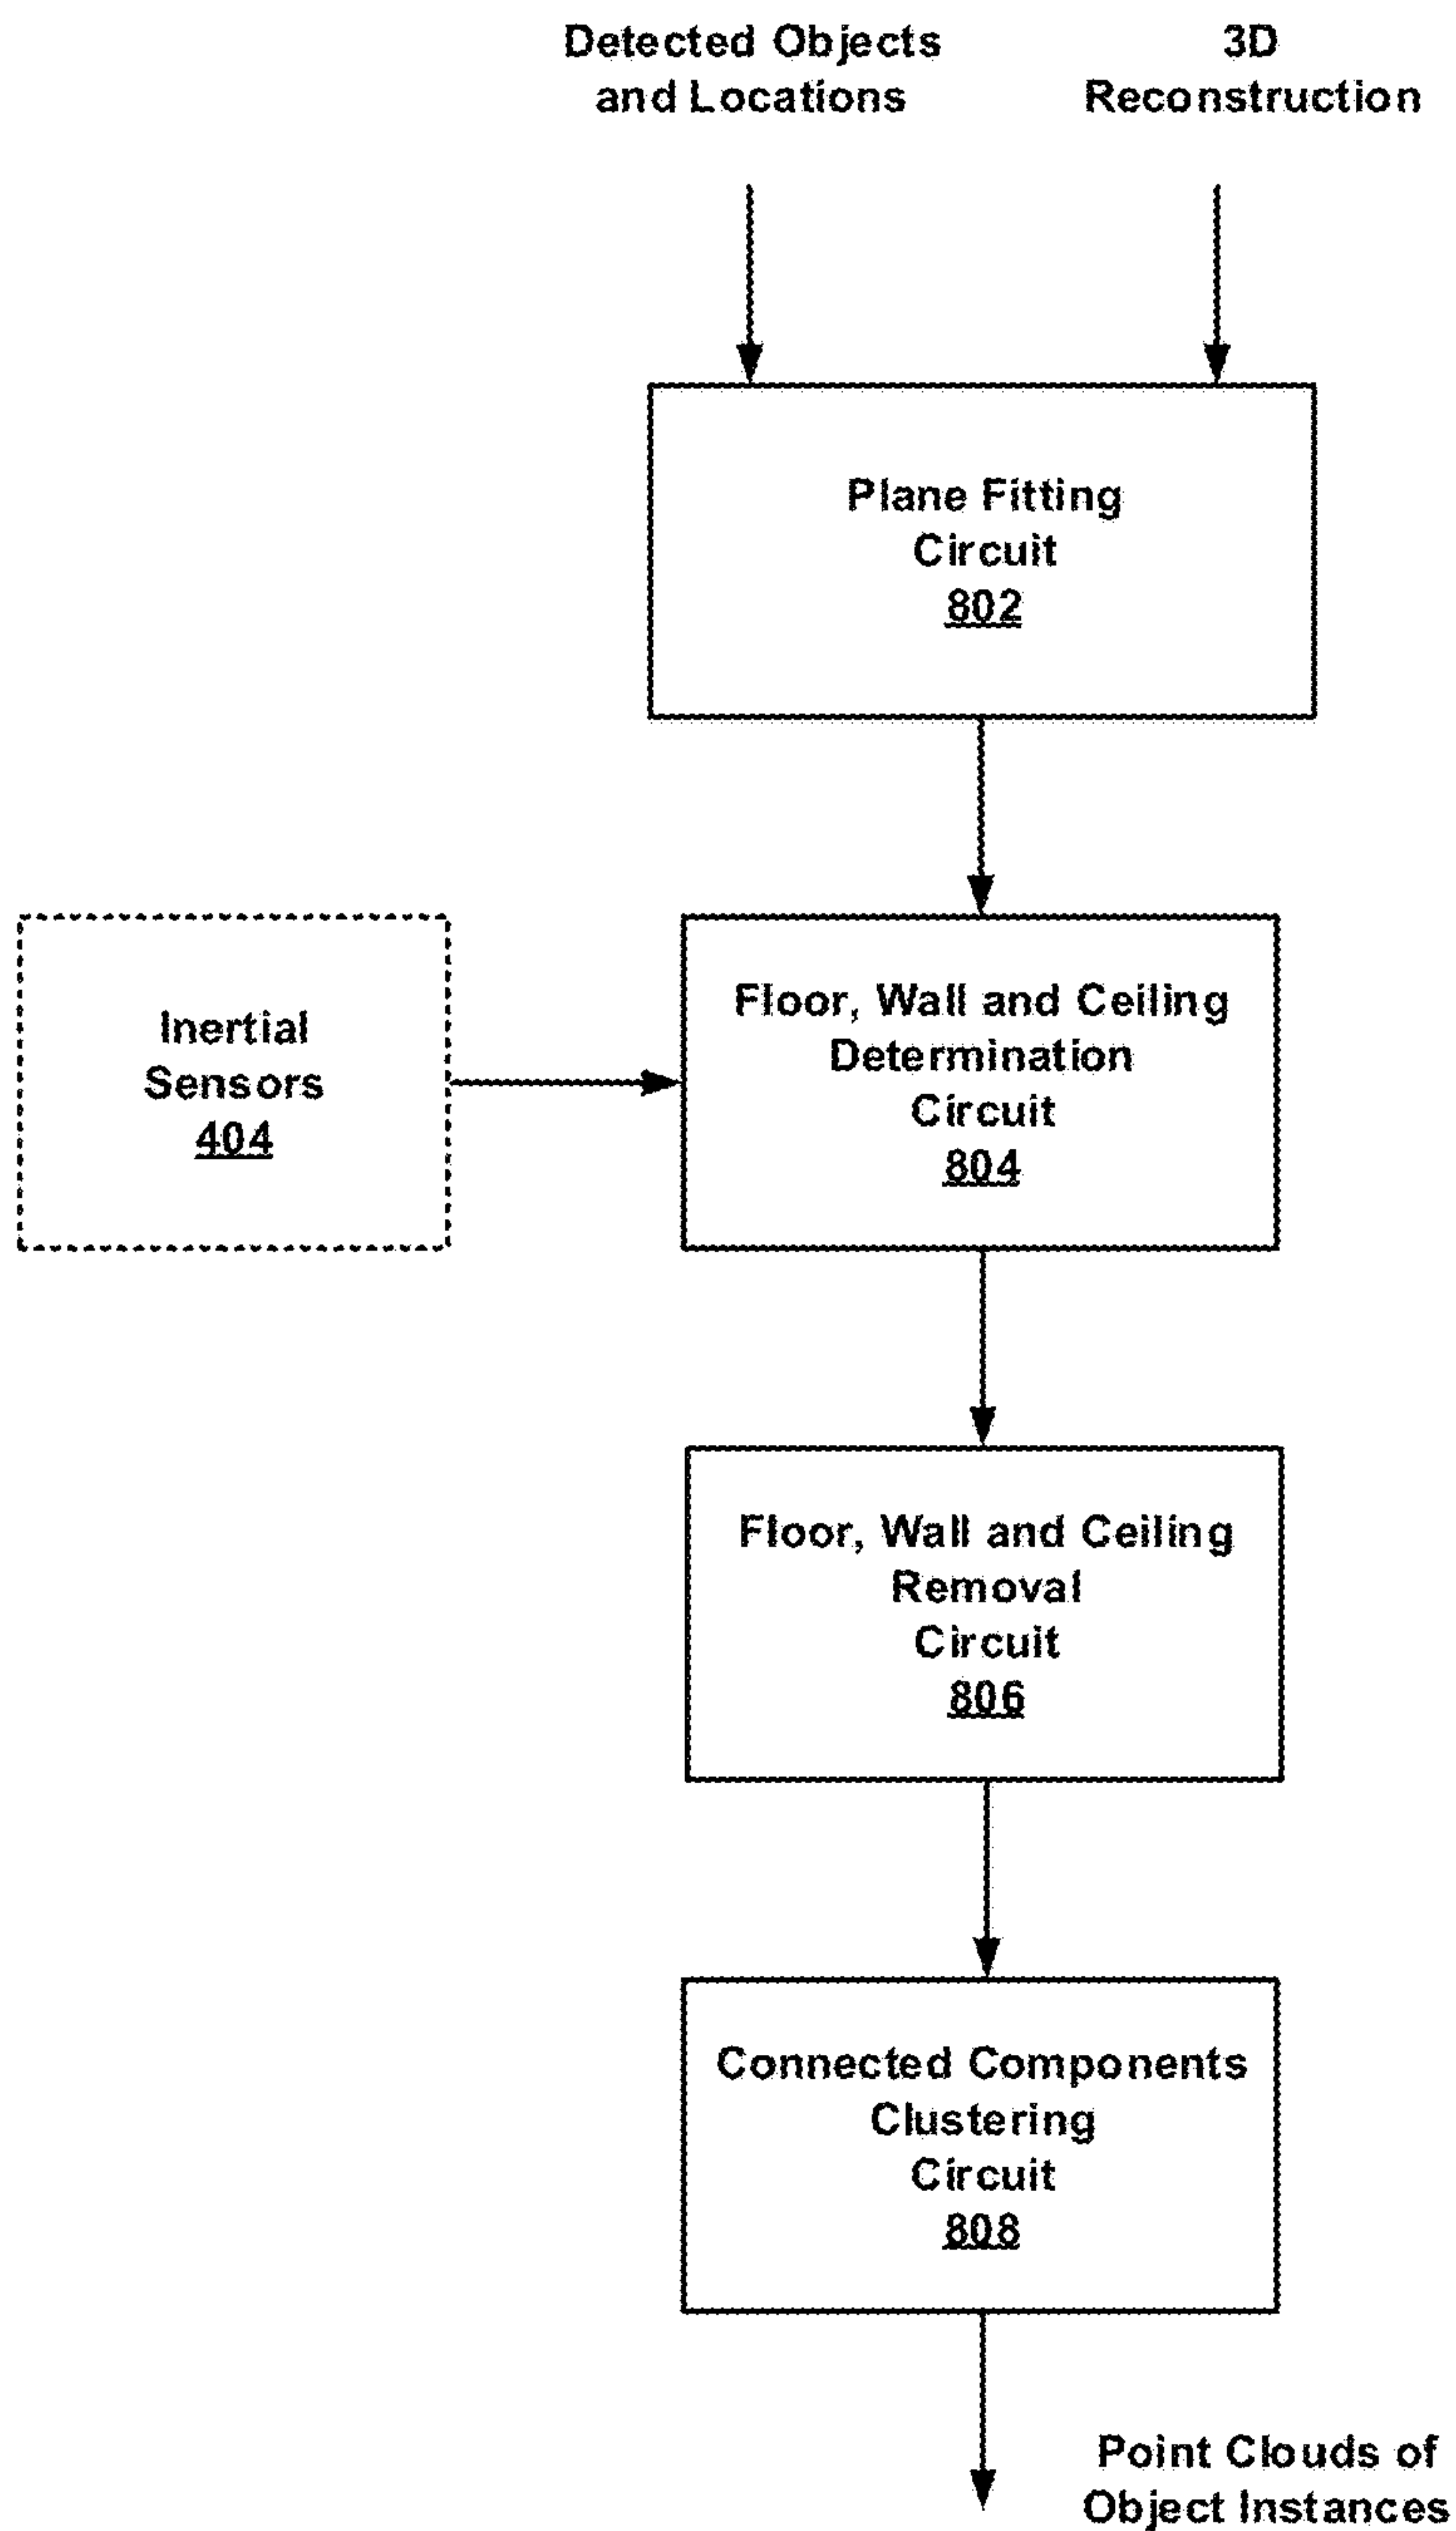 Detected Objects
and Locations
3D
Reconstruction
Plane Fitting
Circuit
802
Inertial
Sensors
404
Floor, Wall and Ceiling
Determination
Circuit
804
Floor, Wall and Ceiling
Removal
Circuit
806
Connected Components
Clustering
Circuit
808
Point Clouds of
Object Instances